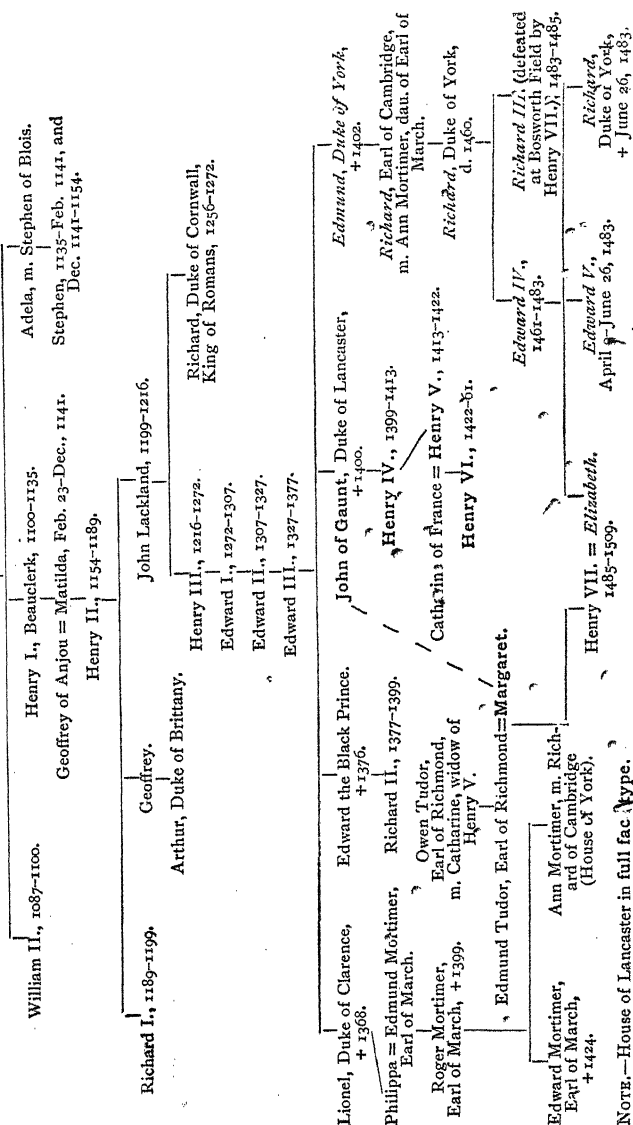 William II., 1087-1100.
Henry I., Beauclerk, 1100-1135.
Adela, m. Stephen of Blois.
Geoffrey of Anjou = Matilda, Feb. 23-Dec., 1141.
Stephen, 1135-Feb. 1141, and
Dec. 1141-1154.
Henry II., 1154-1189.
Richard I., 1189-1199.
Geoffrey.
John Lackland, 1199-1216.
Arthur, Duke of Brittany.
Henry III., 1216-1272.
Richard, Duke of Cornwall,
King of Romans, 1256-1272.
Edward I., 1272-1307.
Edward II., 1307-1327.
Edward III., 1327-1377.
Lionel, Duke of Clarence,
+ 1368.
Edward the Black Prince.
+ 1376.
John of Gaunt, Duke of Lancaster,
+ 1400.
Edmund, Duke of York,
+ 1402.
Philippa = Edmund Mortimer,
Earl of March.
Richard II., 1377-1399.
Henry IV., 1399-1413.
Richard, Earl of Cambridge,
m. Ann Mortimer, dau. of Earl of
March.
Roger Mortimer,
Earl of March, + 1399.
Owen Tudor,
Earl of Richmond,
m. Catharine, widow of
Henry V.
Catharine of France = Henry V., 1413-1422.
Henry VI., 1422-61.
Richard, Duke of York,
d. 1460.
Edmund Tudor, Earl of Richmond = Margaret.
Edward IV.,
1461-1483.
Richard III. (defeated
at Bosworth Field by
Henry VII.), 1483-1485.
Edward Mortimer,
Earl of March,
+ 1424.
Ann Mortimer, m. Rich-
ard of Cambridge
(House of York).
Henry VII. = Elizabeth.
1485-1509.
Edward V.,
April 9-June 26, 1483.
Richard,
Duke of York,
+ June 26, 1483.
NOTE.—House of Lancaster in full fac type.